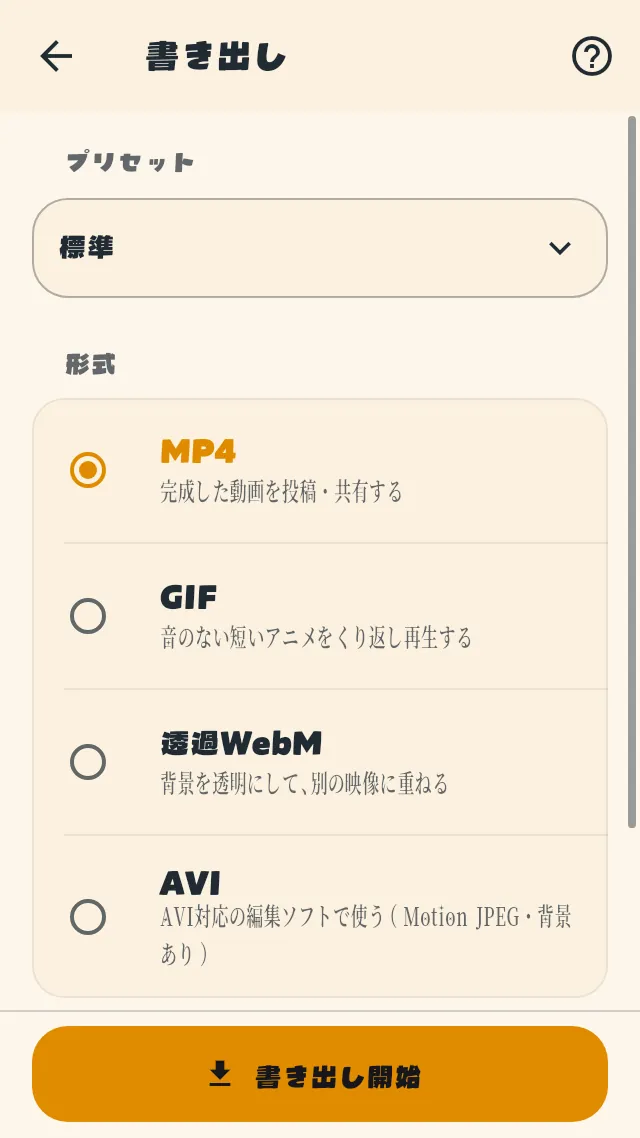 書き出し
プリセット
標準
形式
MP4
完成した動画を投稿・共有する
GIF
音のない短いアニメをくり返し再生する
透過WebM
背景を透明にして、別の映像に重ねる
AVI
AVI対応の編集ソフトで使う（Motion JPEG・背景
あり）
書き出し開始